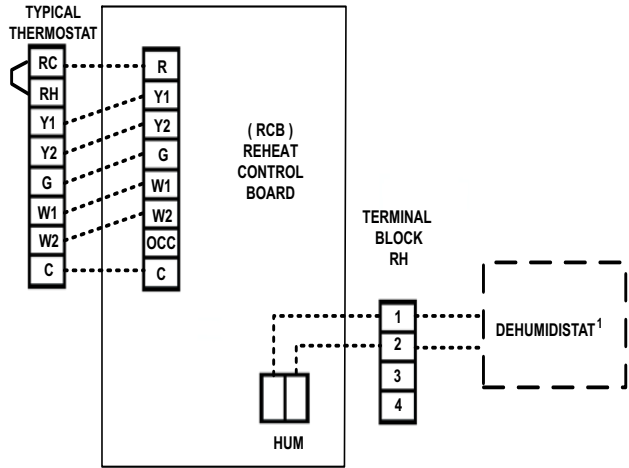 TYPICAL
THERMOSTAT
RC
RH
Y1
Y2
G
W1
W2
C
R
Y1
Y2
G
W1
W2
OCC
C
( RCB )
REHEAT
CONTROL
BOARD
HUM
TERMINAL
BLOCK
RH
1
2
3
4
DEHUMIDISTAT1